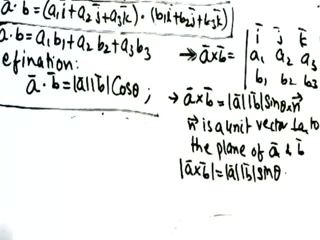 a · b = (a₁i̅ + a₂j̅ + a₃k̅) · (b₁i̅ + b₂j̅ + b₃k̅)
a̅ · b = a₁b₁ + a₂b₂ + a₃b₃
efination:
a̅ · b̅ = |a̅||b̅| Cosθ ;
→ a̅×b̅ = | i̅ j̅ k̅
a₁ a₂ a₃
b₁ b₂ b₃
→ a̅×b̅ = |a̅||b̅| sinθ n̅
n̅ is a unit vector to
the plane of a̅ & b̅
|a̅×b̅| = |a̅||b̅| sinθ.